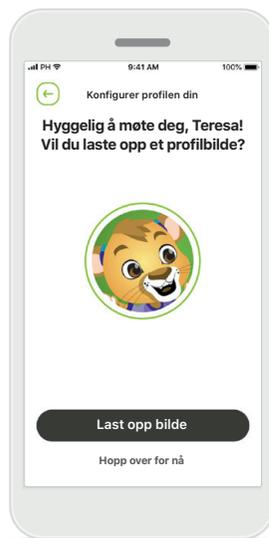 PH 9:41 AM 100%
Konfigurer profilen din
Hyggelig å møte deg, Teresa!
Vil du laste opp et profilbilde?
Last opp bilde
Hopp over for nå